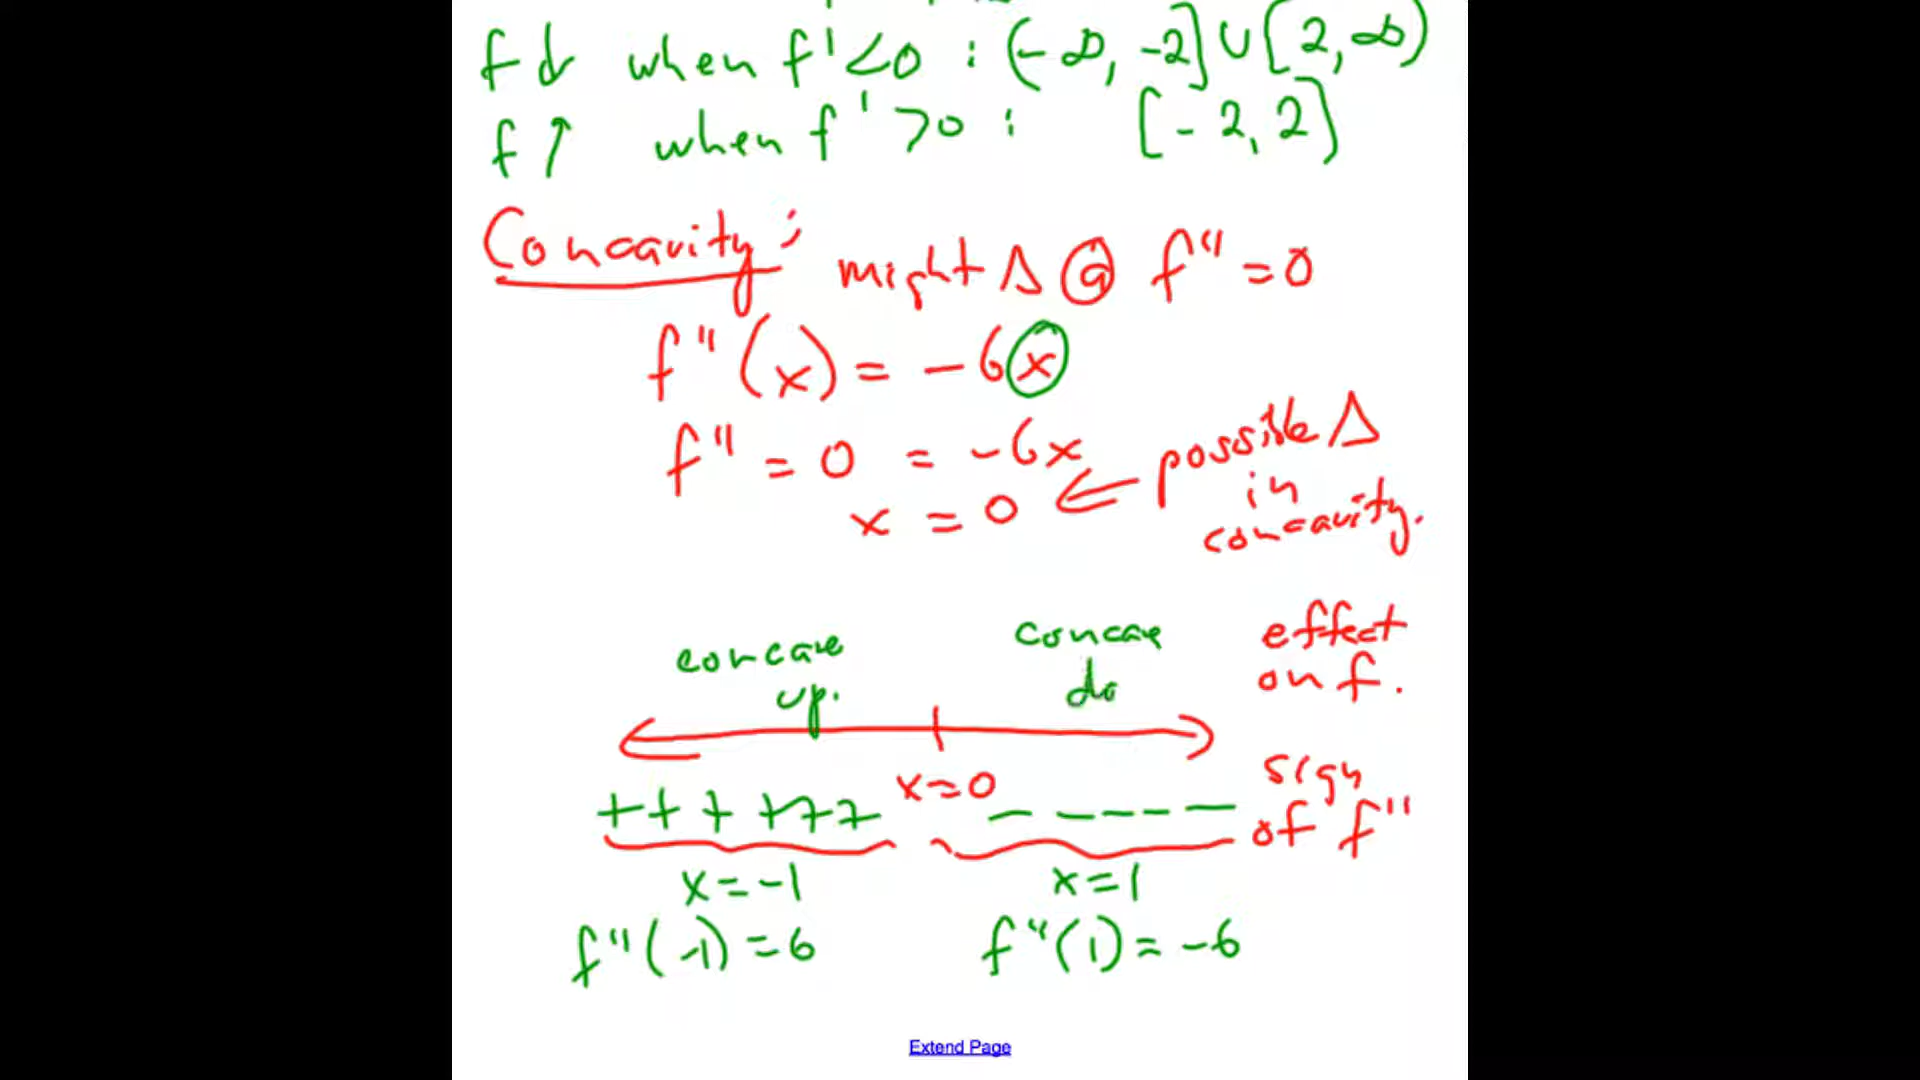 f ↓ when f' < 0 : (-∞, -2] ∪ [2, ∞)
f ↑ when f' > 0 : [-2, 2]
Concavity: might Δ @ f'' = 0
f''(x) = -6x
f'' = 0 = -6x
x = 0 ⇐ possible Δ
in
concavity.
concave up.
concave do
effect
on f.
x=0
+ + + + + +
- - - - - -
sign
of f''
x = -1
x = 1
f''(-1) = 6
f''(1) = -6
Extend Page